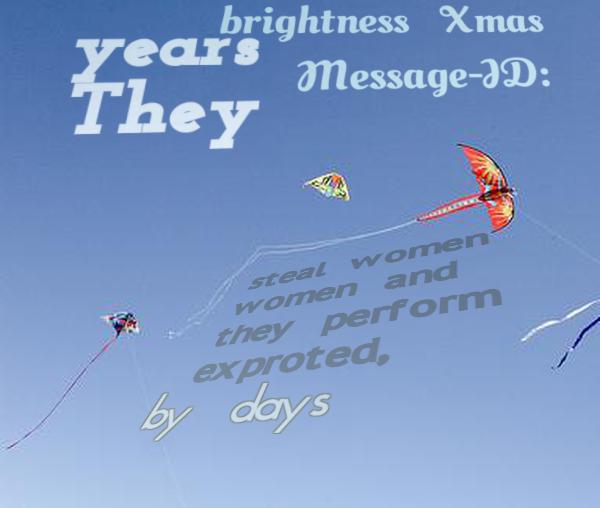 brightness Xmas
Message-ID:
years
They
steal women
women and
they perform
exproted,
by days